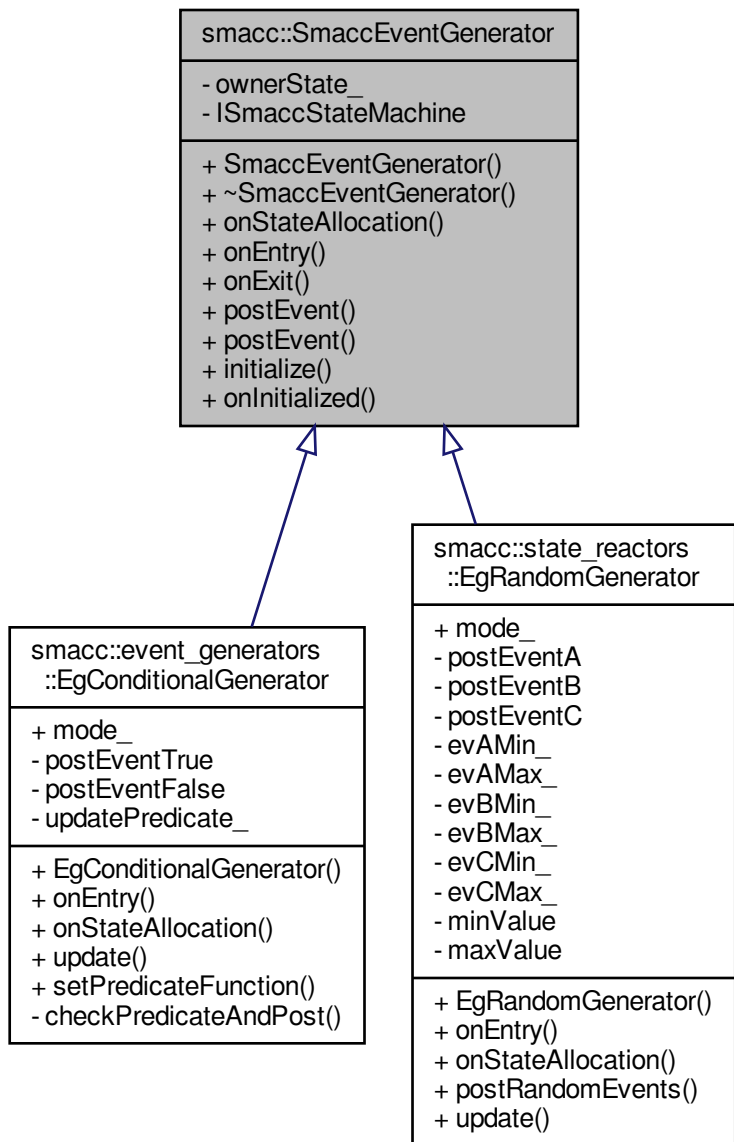 smacc::SmaccEventGenerator
- ownerState_
- ISmaccStateMachine
+ SmaccEventGenerator()
+ ~SmaccEventGenerator()
+ onStateAllocation()
+ onEntry()
+ onExit()
+ postEvent()
+ postEvent()
+ initialize()
+ onInitialized()
smacc::event_generators
::EgConditionalGenerator
+ mode_
- postEventTrue
- postEventFalse
- updatePredicate_
+ EgConditionalGenerator()
+ onEntry()
+ onStateAllocation()
+ update()
+ setPredicateFunction()
- checkPredicateAndPost()
smacc::state_reactors
::EgRandomGenerator
+ mode_
- postEventA
- postEventB
- postEventC
- evAMin_
- evAMax_
- evBMin_
- evBMax_
- evCMin_
- evCMax_
- minValue
- maxValue
+ EgRandomGenerator()
+ onEntry()
+ onStateAllocation()
+ postRandomEvents()
+ update()